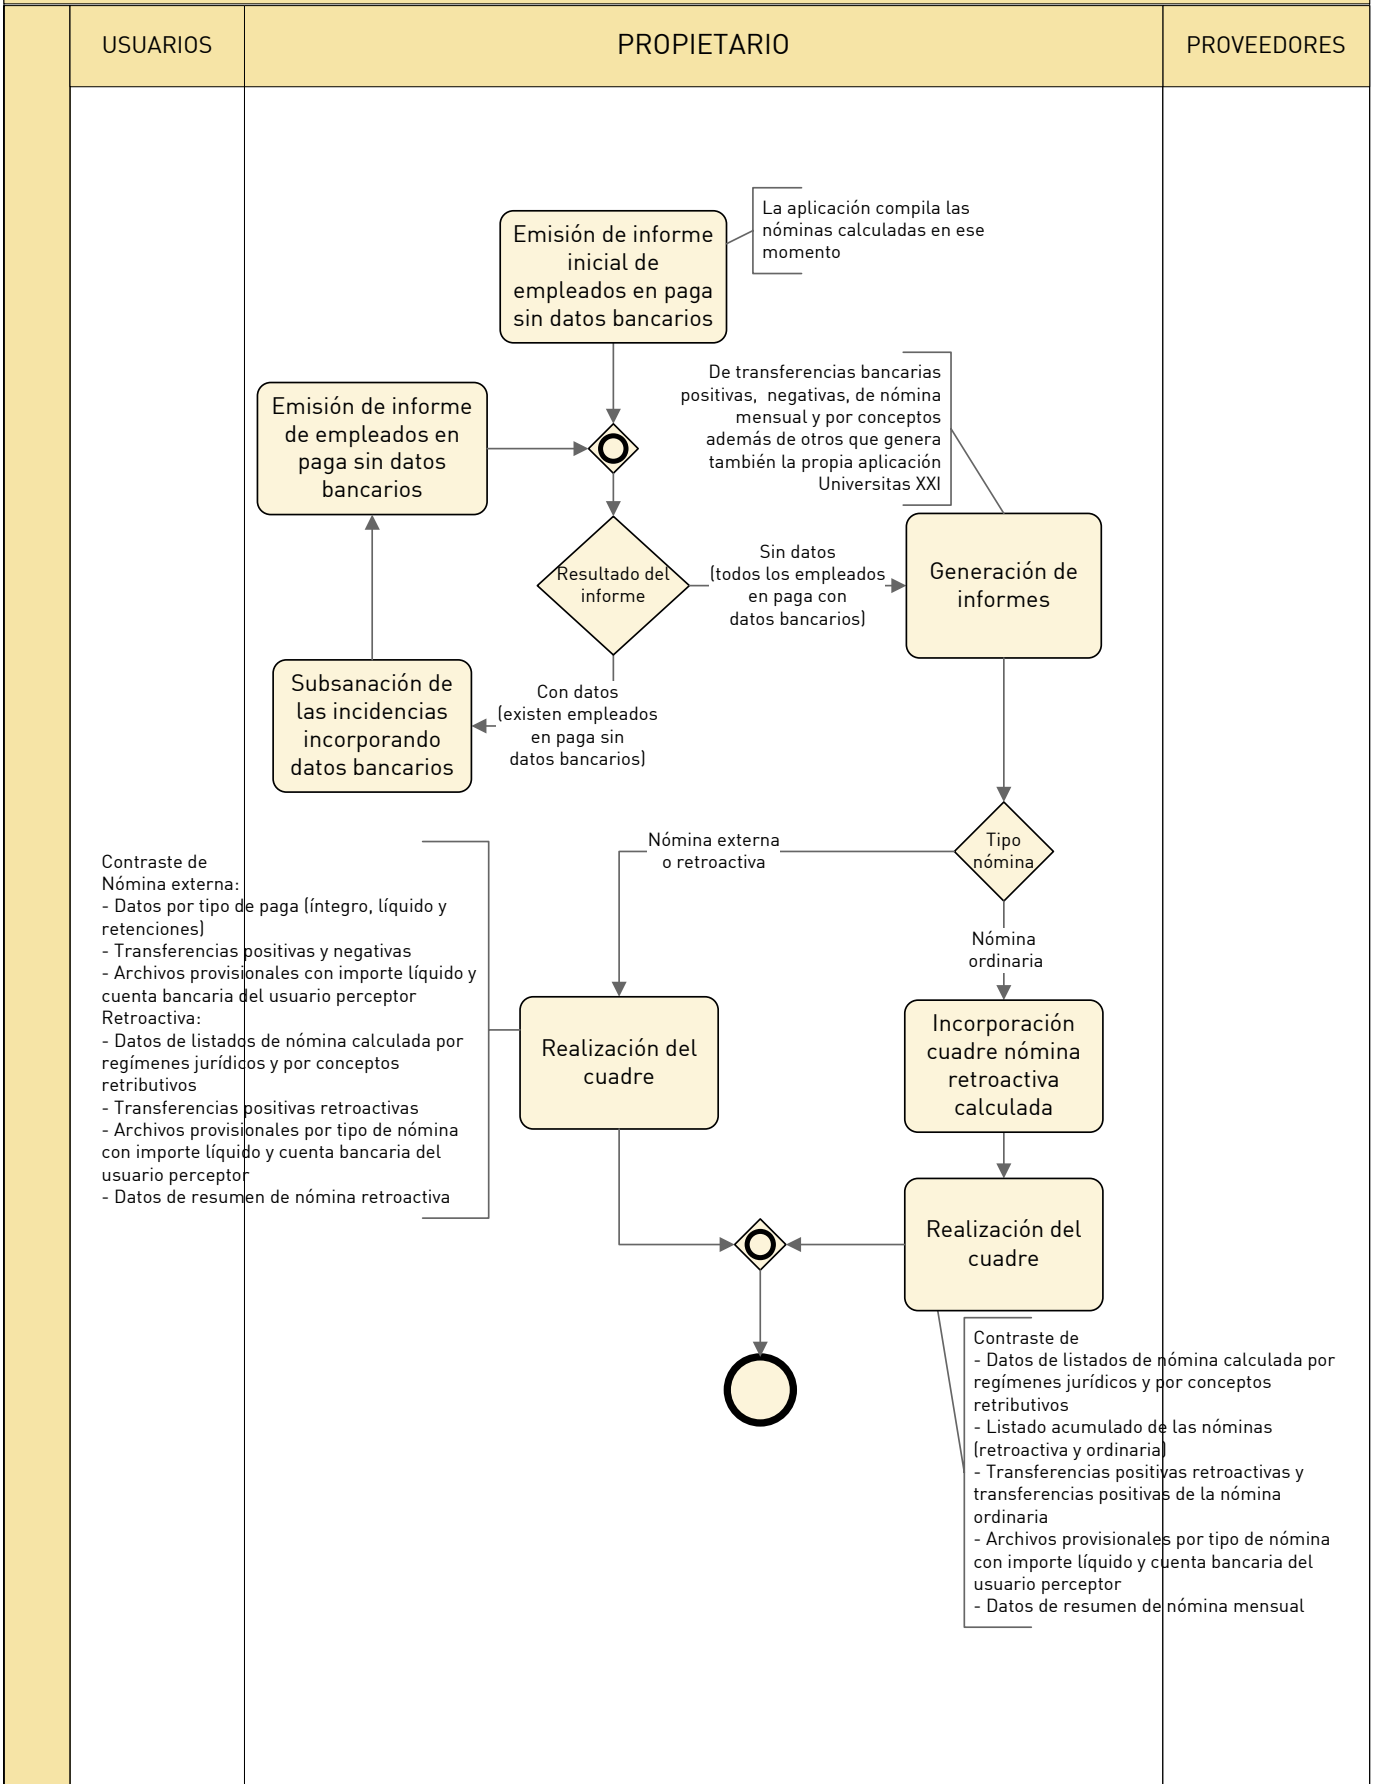 USUARIOS
PROPIETARIO
PROVEEDORES
La aplicación compila las
nóminas calculadas en ese
momento
Emisión de informe
inicial de
empleados en paga
sin datos bancarios
De transferencias bancarias
positivas, negativas, de nómina
mensual y por conceptos
además de otros que genera
también la propia aplicación
Universitas XXI
Emisión de informe
de empleados en
paga sin datos
bancarios
Resultado del
informe
Sin datos
(todos los empleados
en paga con
datos bancarios)
Generación de
informes
Subsanación de
las incidencias
incorporando
datos bancarios
Con datos
(existen empleados
en paga sin
datos bancarios)
Tipo
nómina
Nómina externa
o retroactiva
Nómina
ordinaria
Contraste de
Nómina externa:
- Datos por tipo de paga (íntegro, líquido y
retenciones)
- Transferencias positivas y negativas
- Archivos provisionales con importe líquido y
cuenta bancaria del usuario perceptor
Retroactiva:
- Datos de listados de nómina calculada por
regímenes jurídicos y por conceptos
retributivos
- Transferencias positivas retroactivas
- Archivos provisionales por tipo de nómina
con importe líquido y cuenta bancaria del
usuario perceptor
- Datos de resumen de nómina retroactiva
Realización del
cuadre
Incorporación
cuadre nómina
retroactiva
calculada
Realización del
cuadre
Contraste de
- Datos de listados de nómina calculada por
regímenes jurídicos y por conceptos
retributivos
- Listado acumulado de las nóminas
(retroactiva y ordinaria)
- Transferencias positivas retroactivas y
transferencias positivas de la nómina
ordinaria
- Archivos provisionales por tipo de nómina
con importe líquido y cuenta bancaria del
usuario perceptor
- Datos de resumen de nómina mensual